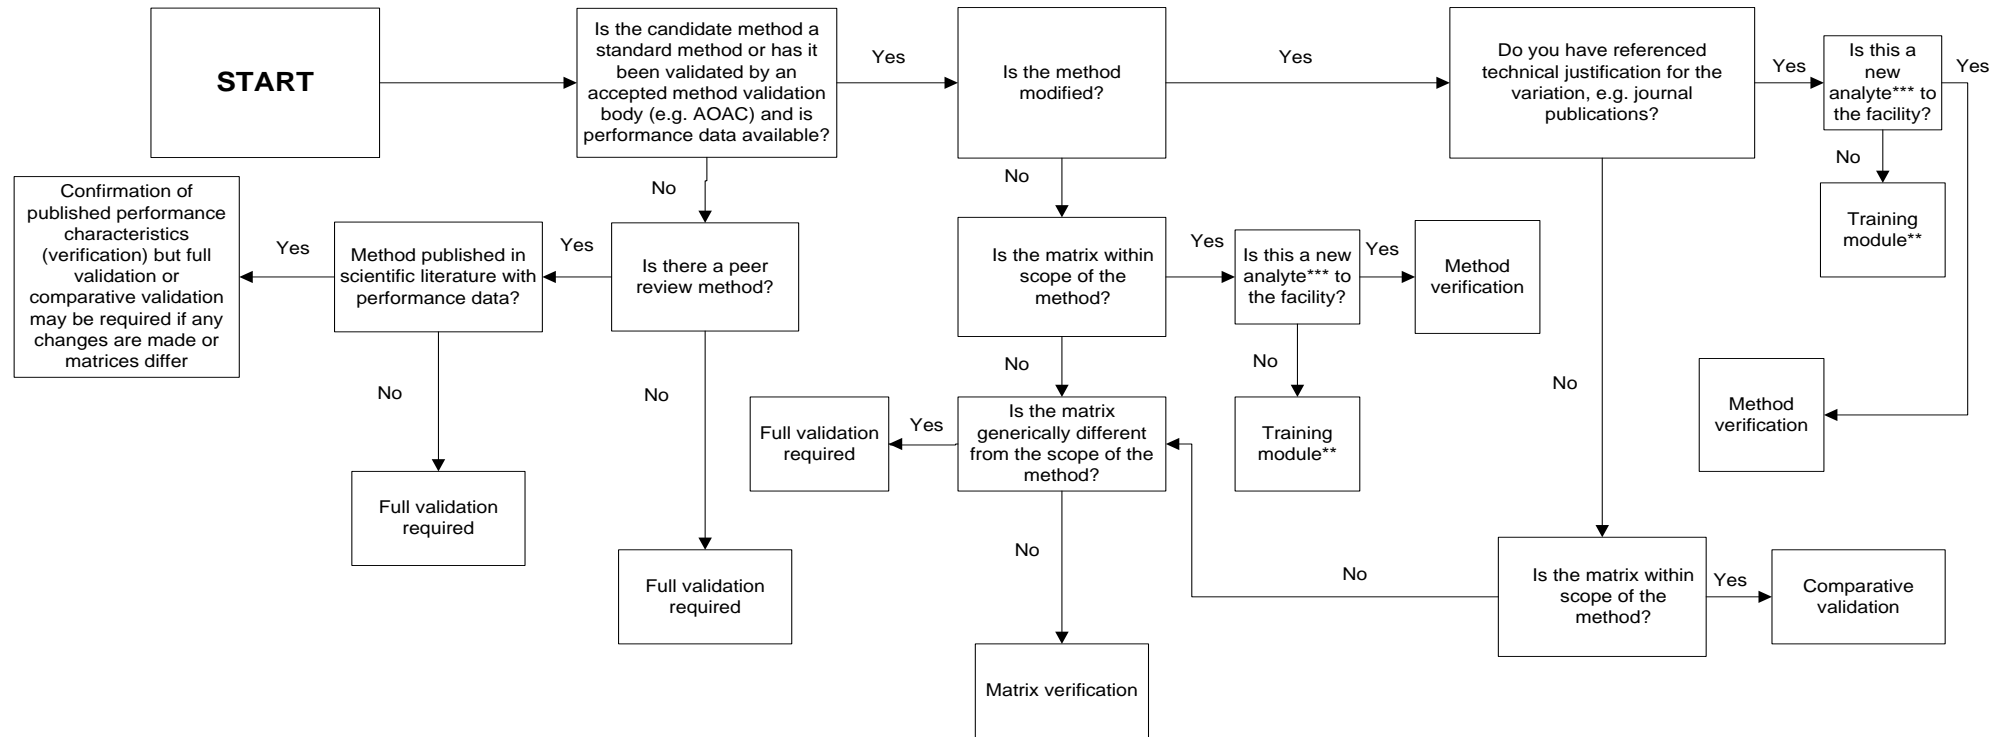 START
Is the candidate method a
standard method or has it
been validated by an
accepted method validation
body (e.g. AOAC) and is
performance data available?
Yes
Is the method
modified?
Yes
Do you have referenced
technical justification for the
variation, e.g. journal
publications?
Yes
Is this a
new
analyte*** to
the facility?
Yes
No
No
No
Training
module**
Confirmation of
published performance
characteristics
(verification) but full
validation or
comparative validation
may be required if any
changes are made or
matrices differ
Yes
Method published in
scientific literature with
performance data?
Yes
Is there a peer
review method?
Is the matrix within
scope of the
method?
Yes
Is this a new
analyte*** to
the facility?
Yes
Method
verification
No
No
No
No
No
Method
verification
Full validation
required
Yes
Is the matrix
generically different
from the scope of the
method?
Training
module**
Full validation
required
Full validation
required
No
No
Is the matrix within
scope of the
method?
Yes
Comparative
validation
Matrix verification